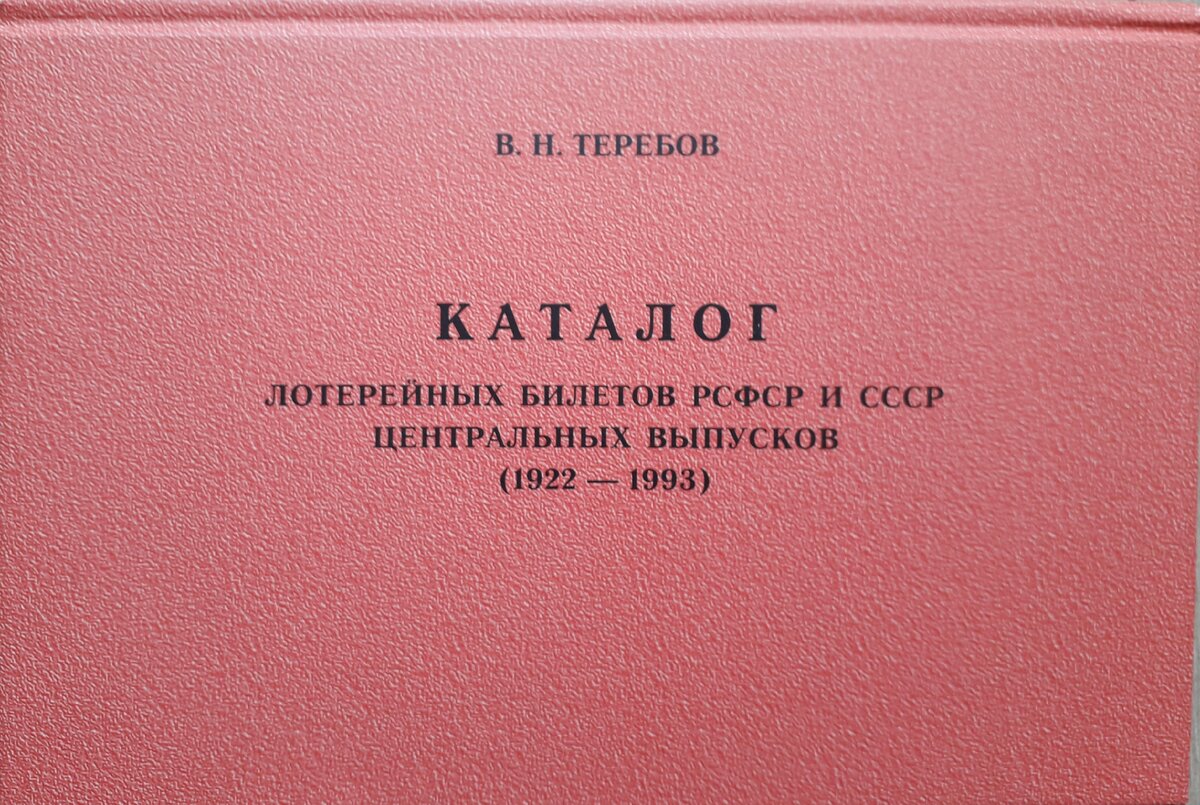 В. Н. ТЕРЕБОВ
КАТАЛОГ
ЛОТЕРЕЙНЫХ БИЛЕТОВ РСФСР И СССР
ЦЕНТРАЛЬНЫХ ВЫПУСКОВ
(1922 — 1993)